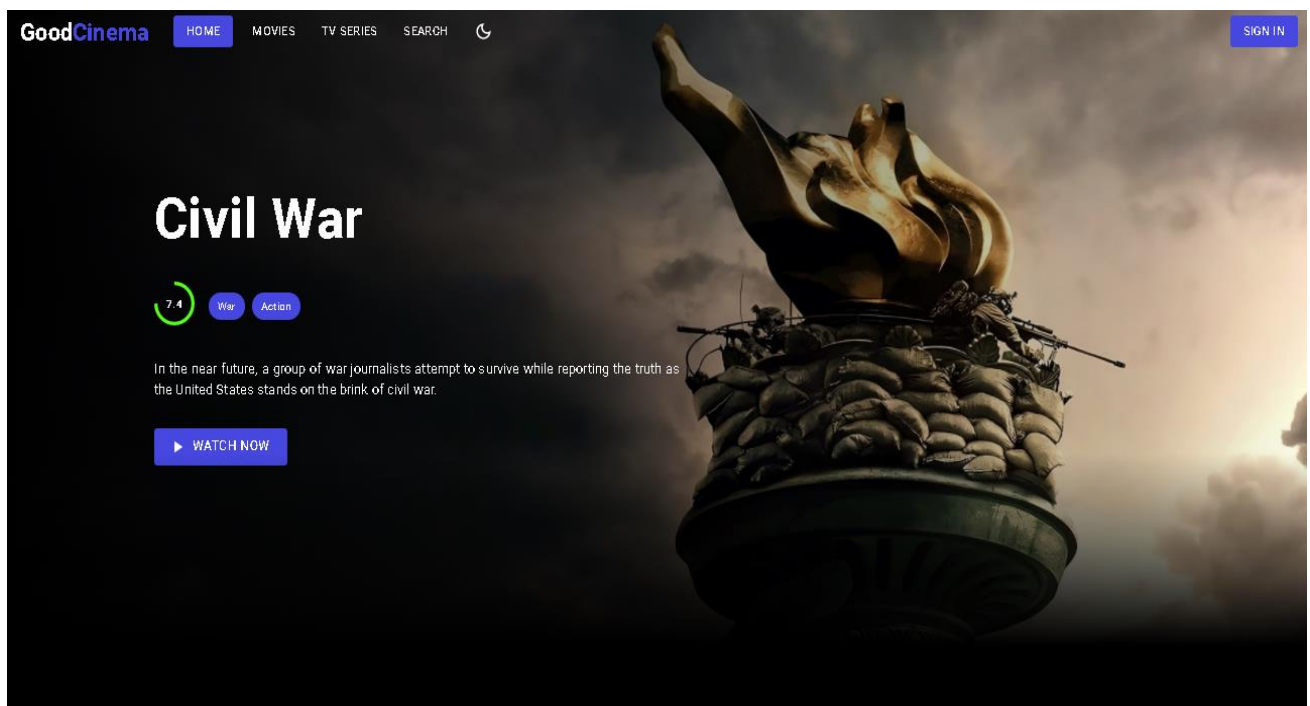 GoodCinema HOME MOVIES TV SERIES SEARCH SIGN IN
Civil War
7.4 War Action
In the near future, a group of war journalists attempt to survive while reporting the truth as
the United States stands on the brink of civil war.
WATCH NOW